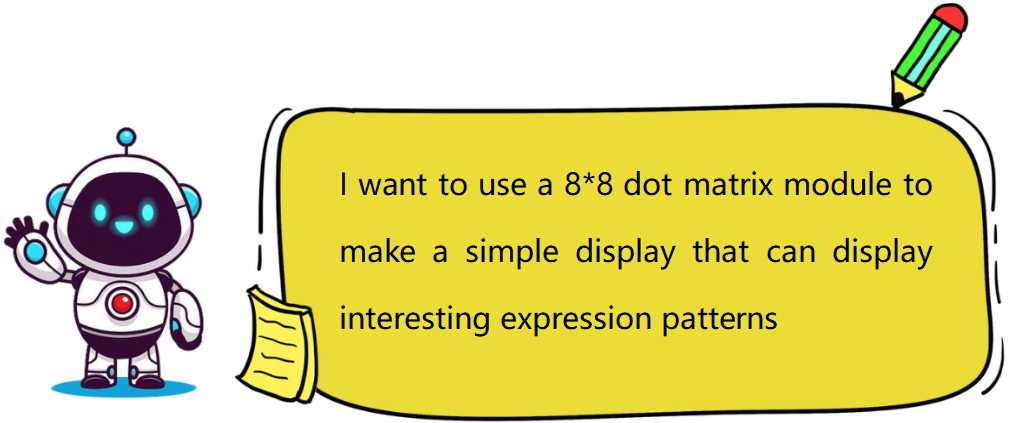 I want to use a 8*8 dot matrix module to
make a simple display that can display
interesting expression patterns